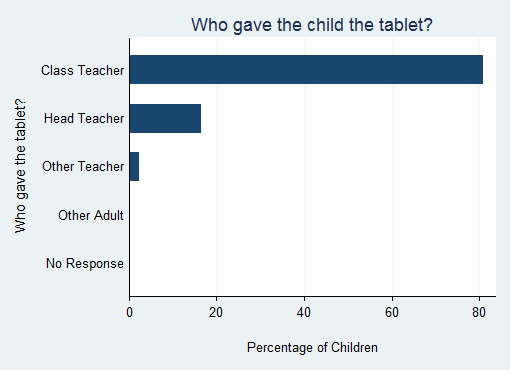 Who gave the child the tablet?
Who gave the tablet?
Class Teacher
Head Teacher
Other Teacher
Other Adult
No Response
0 20 40 60 80
Percentage of Children